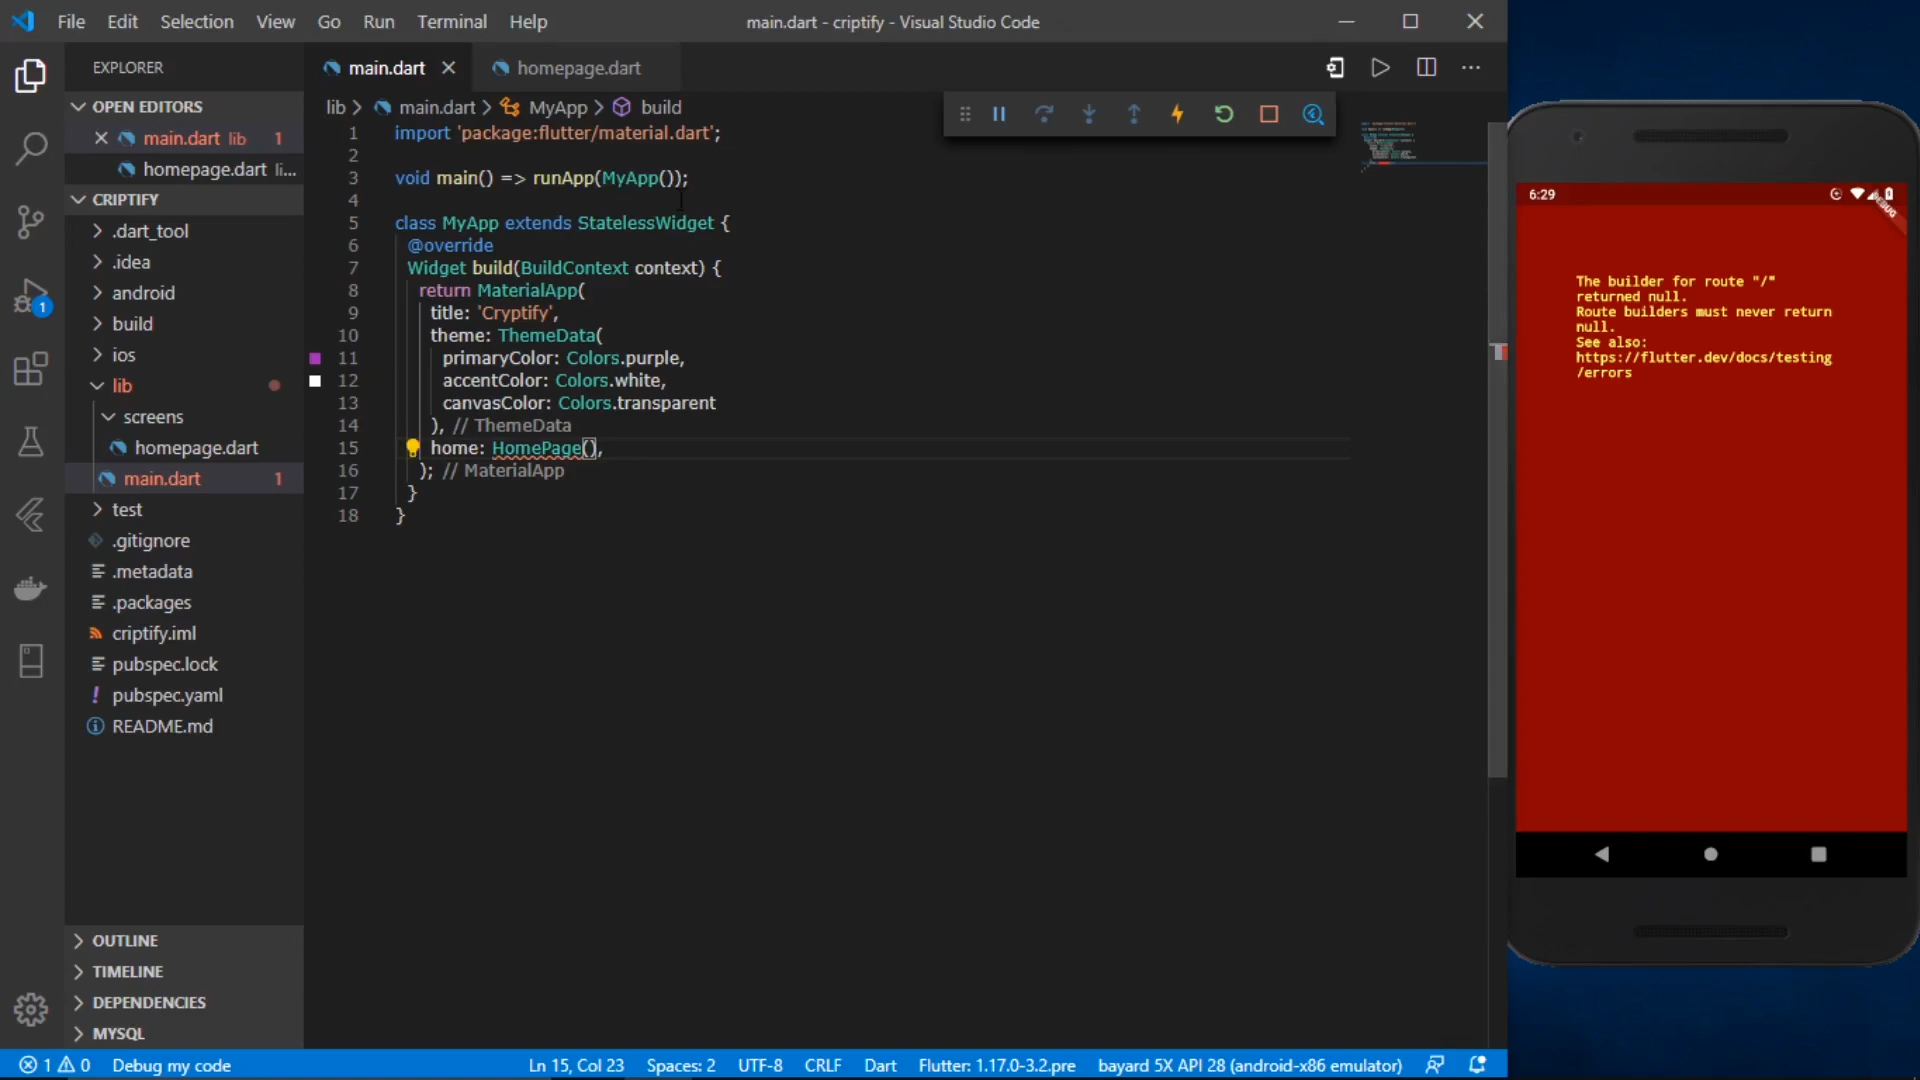 File Edit Selection View Go Run Terminal Help
main.dart - criptify - Visual Studio Code
EXPLORER
OPEN EDITORS
main.dart lib 1
homepage.dart li...
CRIPTIFY
.dart_tool
.idea
android
build
ios
lib
screens
homepage.dart
main.dart 1
test
.gitignore
.metadata
.packages
criptify.iml
pubspec.lock
! pubspec.yaml
README.md
OUTLINE
TIMELINE
DEPENDENCIES
MYSQL
1
main.dart
homepage.dart
lib > main.dart > MyApp > build
1 import 'package:flutter/material.dart';
2
3 void main() => runApp(MyApp());
4
5 class MyApp extends StatelessWidget {
6 @override
7 Widget build(BuildContext context) {
8 return MaterialApp(
9 title: 'Cryptify',
10 theme: ThemeData(
11 primaryColor: Colors.purple,
12 accentColor: Colors.white,
13 canvasColor: Colors.transparent
14 ), // ThemeData
15 home: HomePage(),
16 ); // MaterialApp
17 }
18 }
6:29
DEBUG
The builder for route "/"
returned null.
Route builders must never return
null.
See also:
https://flutter.dev/docs/testing
/errors
1 0 Debug my code
Ln 15, Col 23 Spaces: 2 UTF-8 CRLF Dart Flutter: 1.17.0-3.2.pre bayard 5X API 28 (android-x86 emulator)